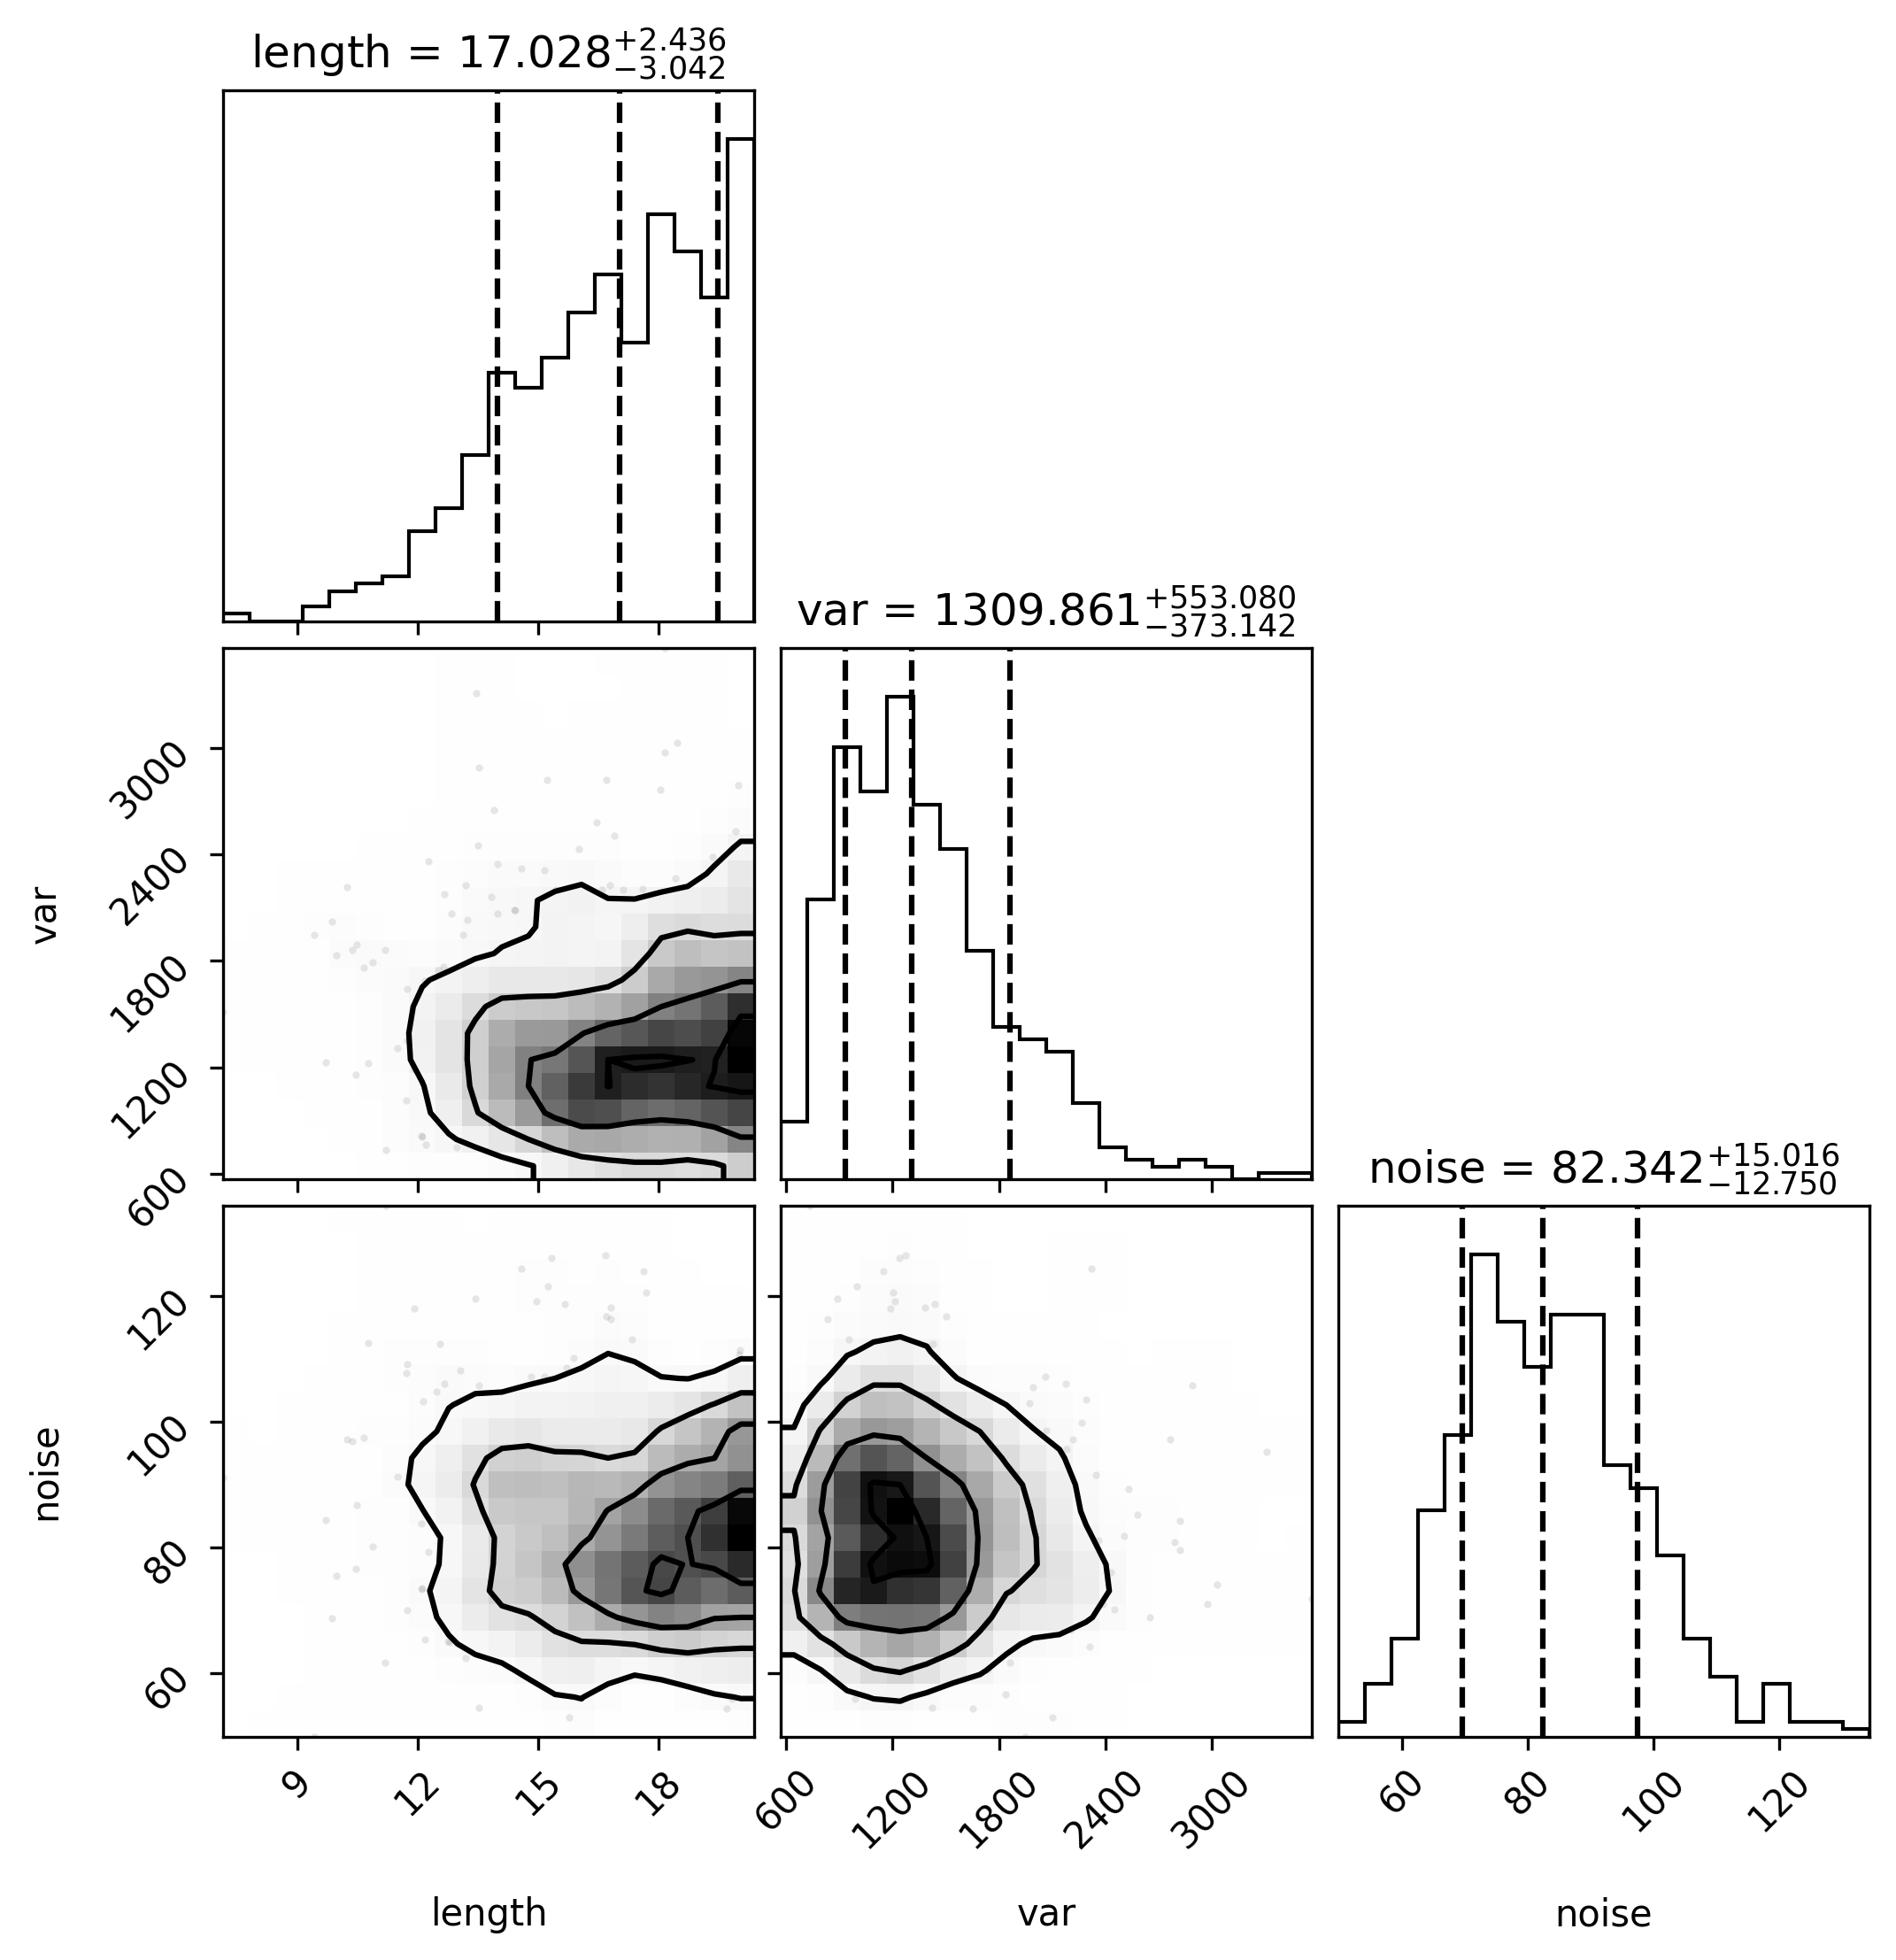 length = 17.028+2.436−3.042
var = 1309.861+553.080−373.142
3000
2400
1800
1200
600
var
noise = 82.342+15.016−12.750
120
100
80
60
noise
9 12 15 18 600 1200 1800 2400 3000 60 80 100 120
length var noise